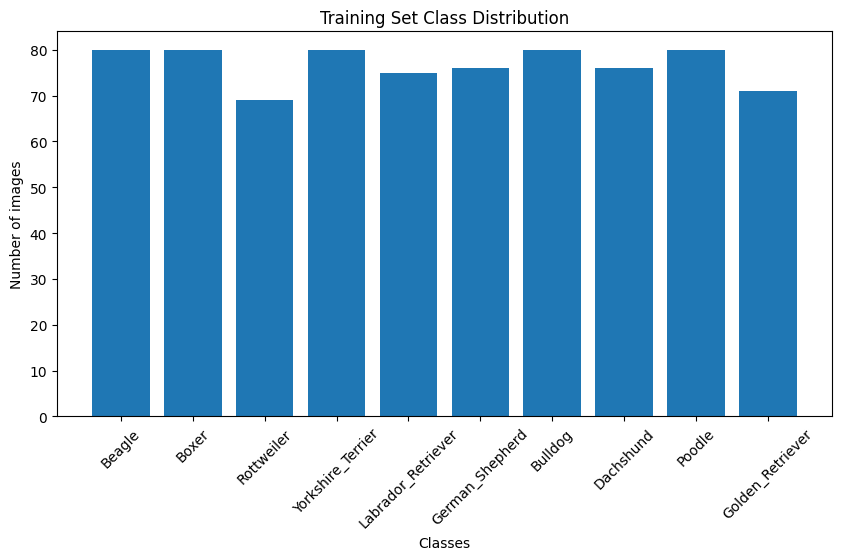 Training Set Class Distribution
Number of images
80
70
60
50
40
30
20
10
0
Beagle
Boxer
Rottweiler
Yorkshire_Terrier
Labrador_Retriever
German_Shepherd
Bulldog
Dachshund
Poodle
Golden_Retriever
Classes